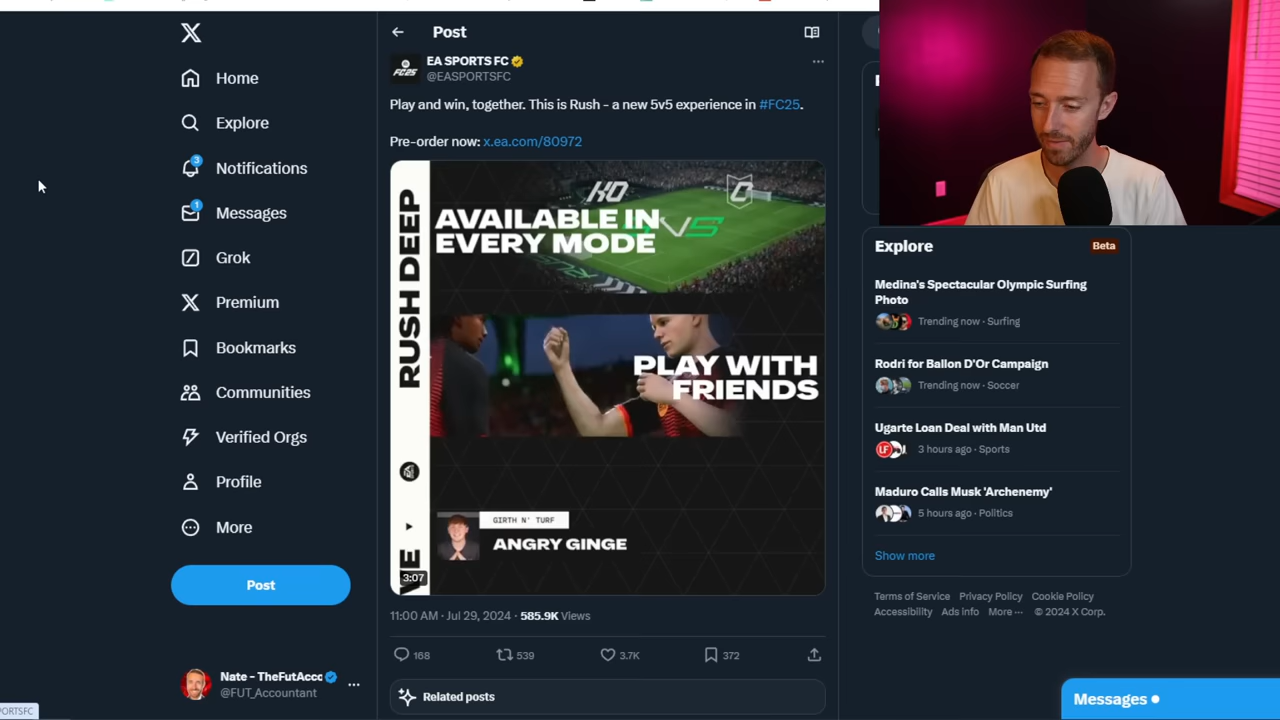 Home
Explore
3
Notifications
1
Messages
Grok
Premium
Bookmarks
Communities
Verified Orgs
Profile
More
Post
Nate - TheFutAcc
@FUT_Accountant
PORTSFC
Post
EA SPORTS FC
@EASPORTSFC
Play and win, together. This is Rush - a new 5v5 experience in #FC25.
Pre-order now: x.ea.com/80972
RUSH DEEP
AVAILABLE IN
EVERY MODE
VS
PLAY WITH
FRIENDS
GIRTH N' TURF
ANGRY GINGE
3:07
11:00 AM · Jul 29, 2024 · 585.9K Views
168
539
3.7K
372
Related posts
Explore
Beta
Medina's Spectacular Olympic Surfing
Photo
Trending now · Surfing
Rodri for Ballon D'Or Campaign
Trending now · Soccer
Ugarte Loan Deal with Man Utd
3 hours ago · Sports
Maduro Calls Musk 'Archenemy'
5 hours ago · Politics
Show more
Terms of Service Privacy Policy Cookie Policy
Accessibility Ads info More ··· © 2024 X Corp.
Messages